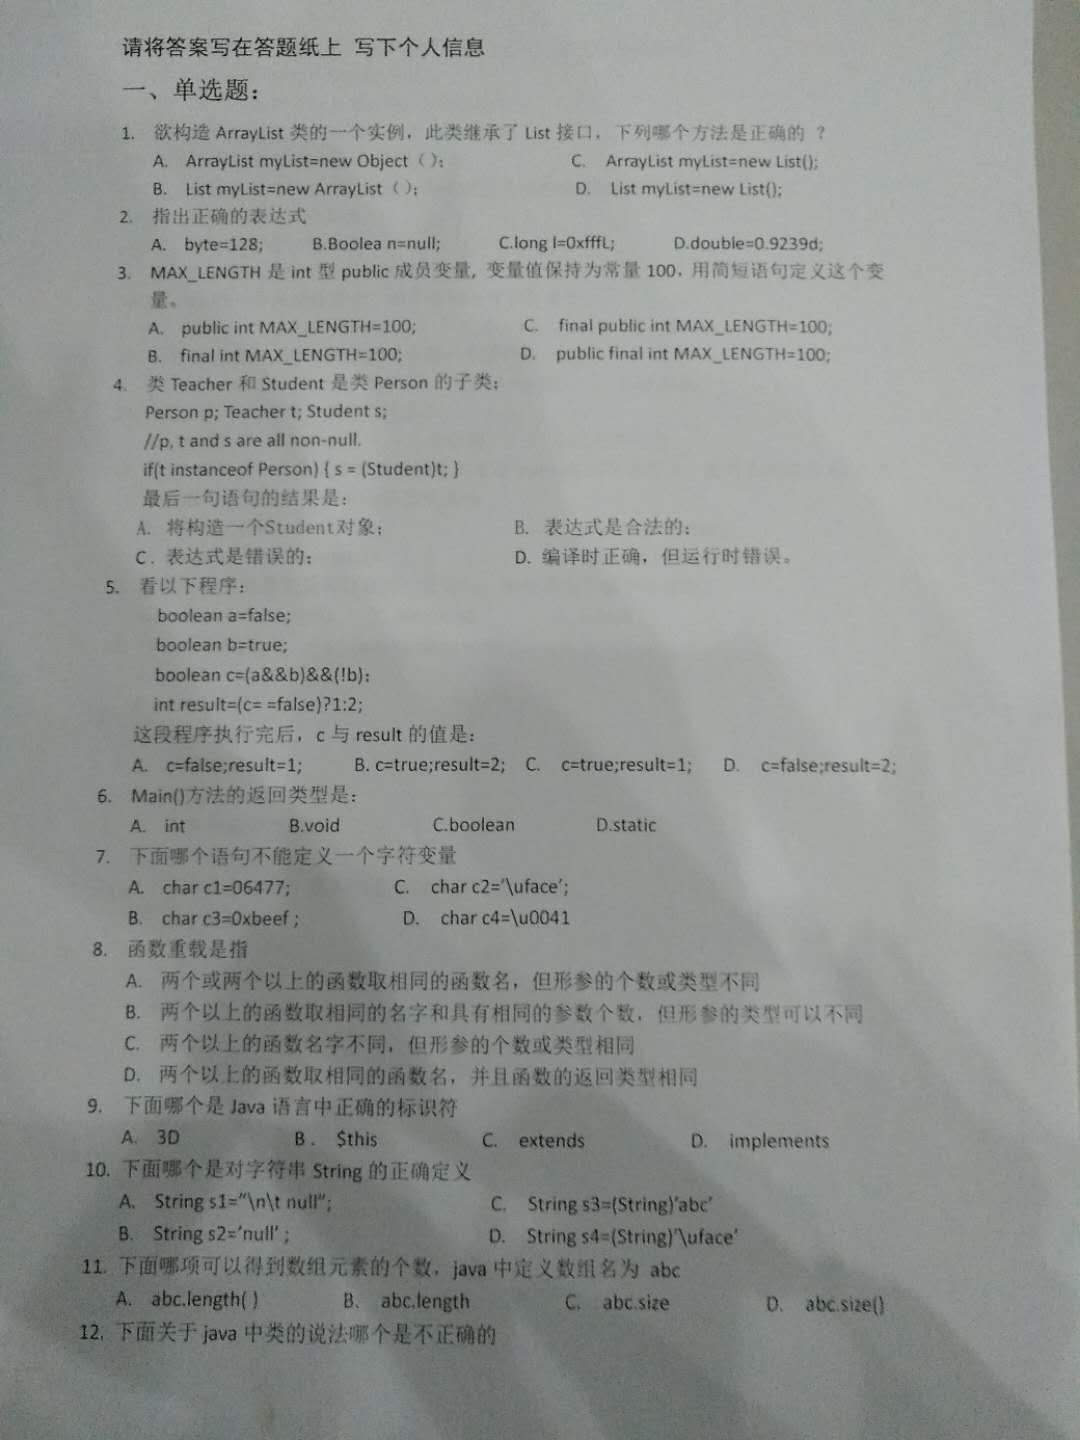 请将答案写在答题纸上 写下个人信息
一、单选题：
1. 欲构造 ArrayList 类的一个实例，此类继承了 List 接口，下列哪个方法是正确的 ？
A. ArrayList myList=new Object（）； C. ArrayList myList=new List();
B. List myList=new ArrayList（）； D. List myList=new List();
2. 指出正确的表达式
A. byte=128; B.Boolea n=null; C.long l=0xfffL; D.double=0.9239d;
3. MAX_LENGTH 是 int 型 public 成员变量, 变量值保持为常量 100，用简短语句定义这个变
量。
A. public int MAX_LENGTH=100; C. final public int MAX_LENGTH=100;
B. final int MAX_LENGTH=100; D. public final int MAX_LENGTH=100;
4. 类 Teacher 和 Student 是类 Person 的子类；
Person p; Teacher t; Student s;
//p, t and s are all non-null.
if(t instanceof Person) { s = (Student)t; }
最后一句语句的结果是：
A. 将构造一个Student对象； B. 表达式是合法的；
C . 表达式是错误的； D. 编译时正确，但运行时错误。
5. 看以下程序：
boolean a=false;
boolean b=true;
boolean c=(a&&b)&&(!b)；
int result=(c= =false)?1:2;
这段程序执行完后，c 与 result 的值是：
A. c=false;result=1; B. c=true;result=2; C. c=true;result=1; D. c=false;result=2;
6. Main()方法的返回类型是：
A. int B.void C.boolean D.static
7. 下面哪个语句不能定义一个字符变量
A. char c1=06477; C. char c2='\uface';
B. char c3=0xbeef ; D. char c4=\u0041
8. 函数重载是指
A. 两个或两个以上的函数取相同的函数名，但形参的个数或类型不同
B. 两个以上的函数取相同的名字和具有相同的参数个数，但形参的类型可以不同
C. 两个以上的函数名字不同，但形参的个数或类型相同
D. 两个以上的函数取相同的函数名，并且函数的返回类型相同
9. 下面哪个是 Java 语言中正确的标识符
A. 3D B . $this C. extends D. implements
10. 下面哪个是对字符串 String 的正确定义
A. String s1="\n\t null"; C. String s3=(String)'abc'
B. String s2='null' ; D. String s4=(String)'\uface'
11. 下面哪项可以得到数组元素的个数，java 中定义数组名为 abc
A. abc.length( ) B、 abc.length C. abc.size D. abc.size()
12. 下面关于 java 中类的说法哪个是不正确的